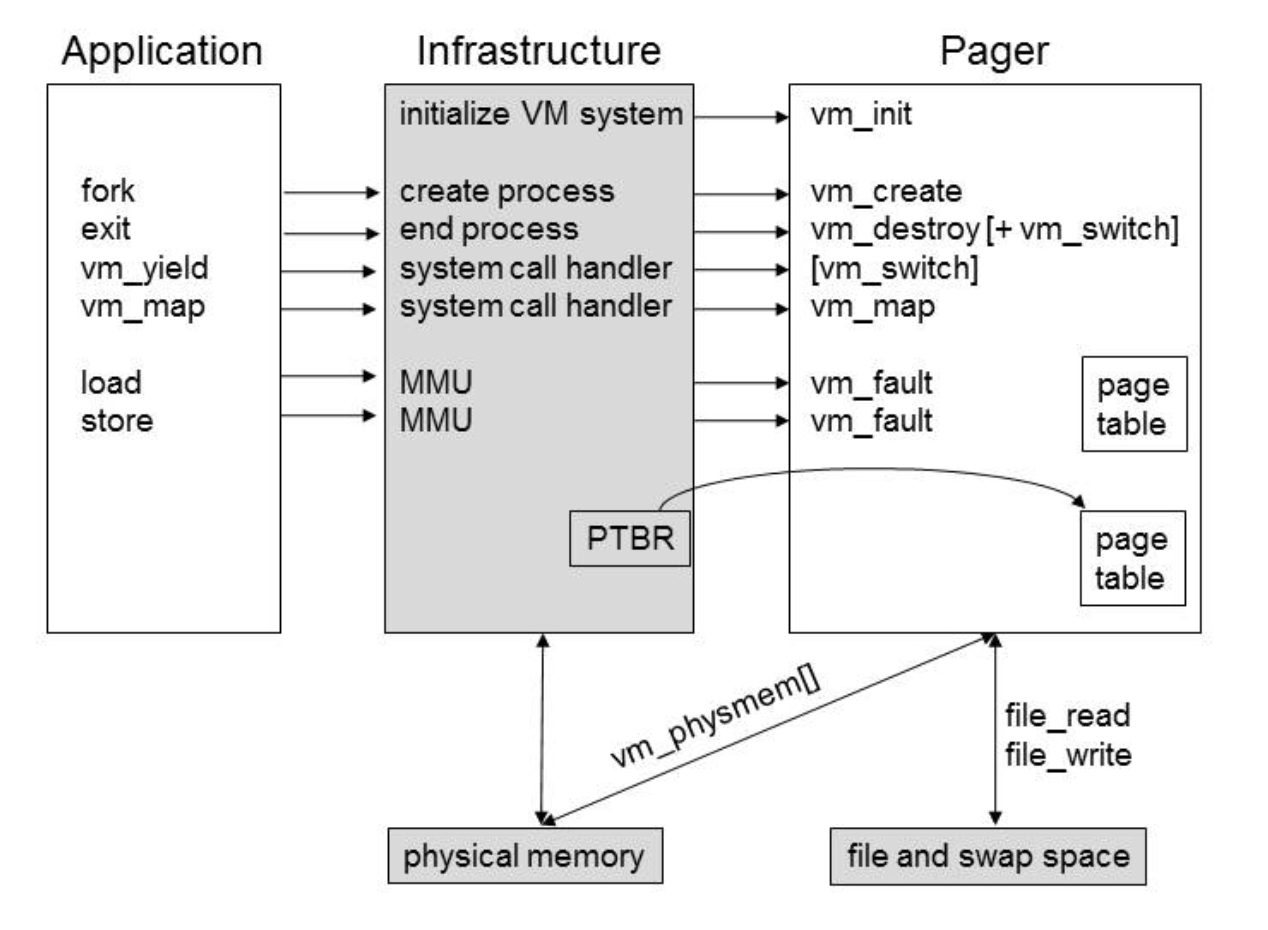 Application Infrastructure Pager
initialize VM system vm_init
fork create process vm_create
exit end process vm_destroy [+ vm_switch]
vm_yield system call handler [vm_switch]
vm_map system call handler vm_map
load MMU vm_fault
store MMU vm_fault
page
table
PTBR
page
table
vm_physmem[]
file_read
file_write
physical memory
file and swap space